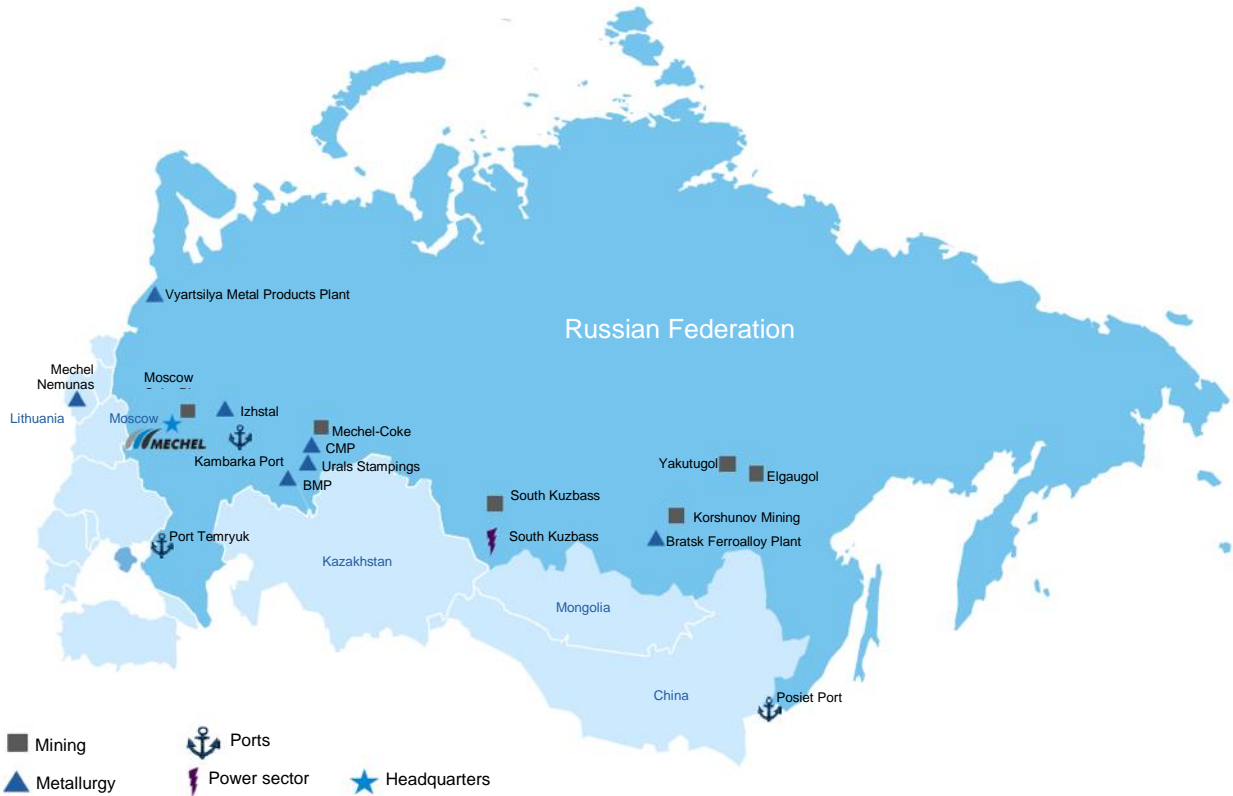 Vyartsilya Metal Products Plant
Russian Federation
Mechel
Nemunas
Lithuania
Moscow
Moscow
MECHEL
Izhstal
Kambarka Port
Mechel-Coke
CMP
Urals Stampings
BMP
Yakutugol
Elgaugol
South Kuzbass
Korshunov Mining
South Kuzbass
Bratsk Ferroalloy Plant
Port Temryuk
Kazakhstan
Mongolia
China
Posiet Port
Mining
Ports
Metallurgy
Power sector
Headquarters